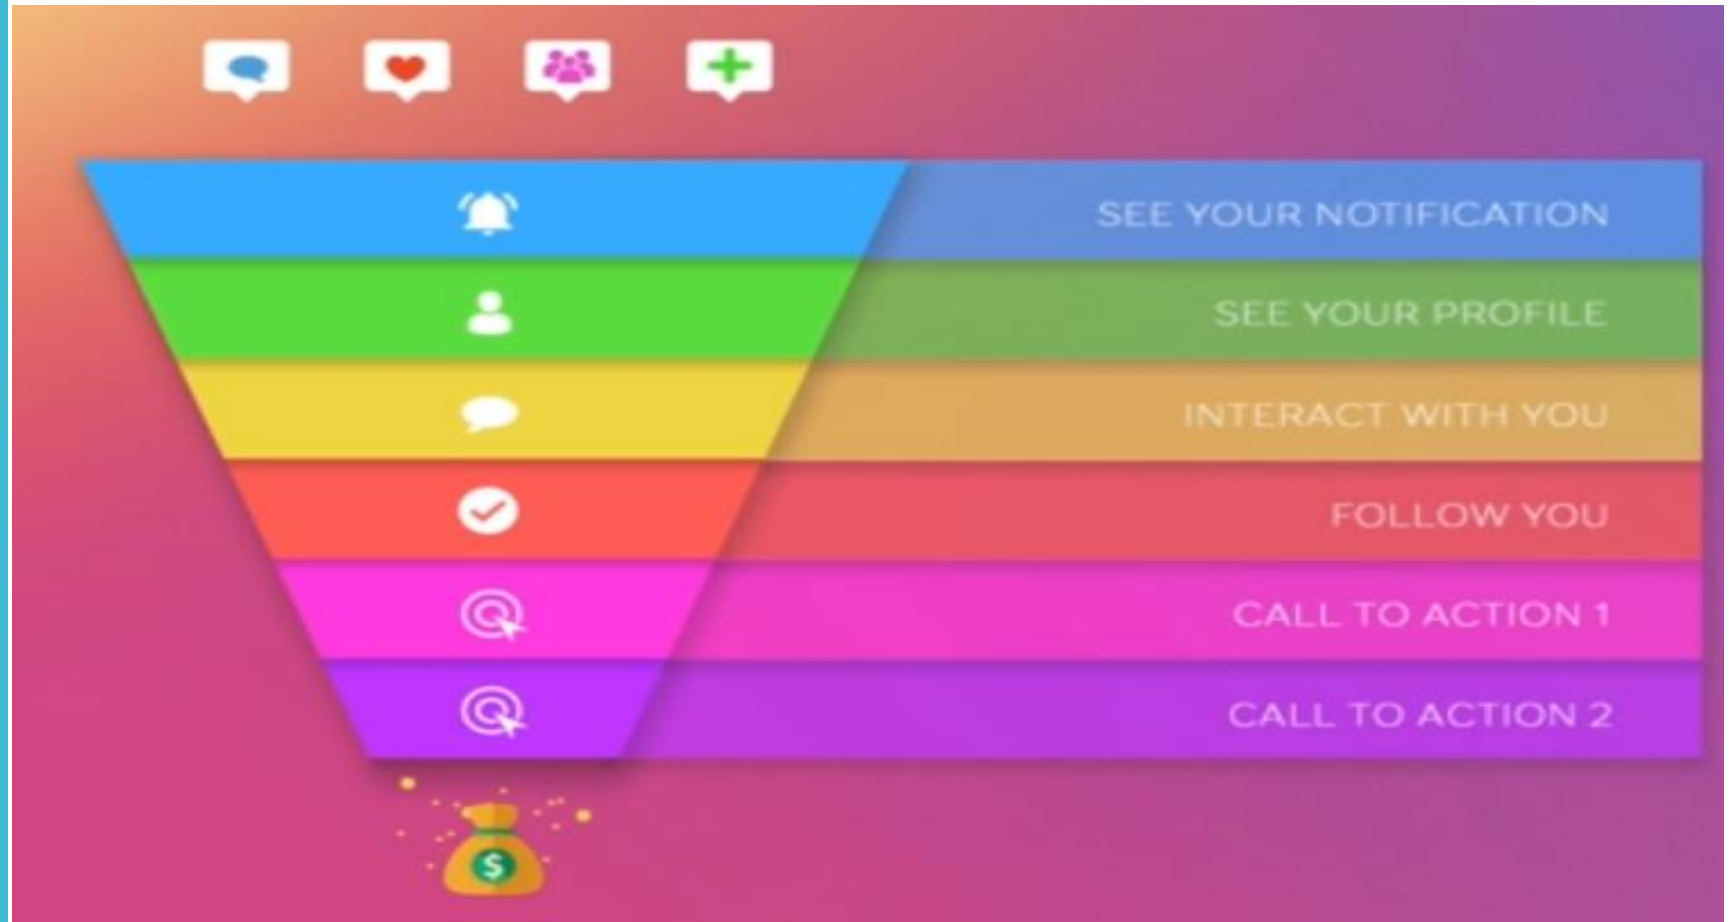 SEE YOUR NOTIFICATION
SEE YOUR PROFILE
INTERACT WITH YOU
FOLLOW YOU
CALL TO ACTION 1
CALL TO ACTION 2
$